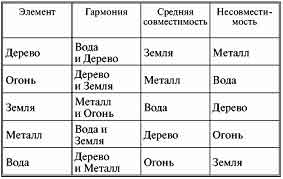 Элемент Гармония Средняя совместимость Несовмести-
мость
Дерево Вода
и Дерево Земля Металл
Огонь Дерево
и Земля Металл Вода
Земля Металл
и Огонь Вода Дерево
Металл Вода и
Земля Дерево Огонь
Вода Дерево
и Металл Огонь Земля